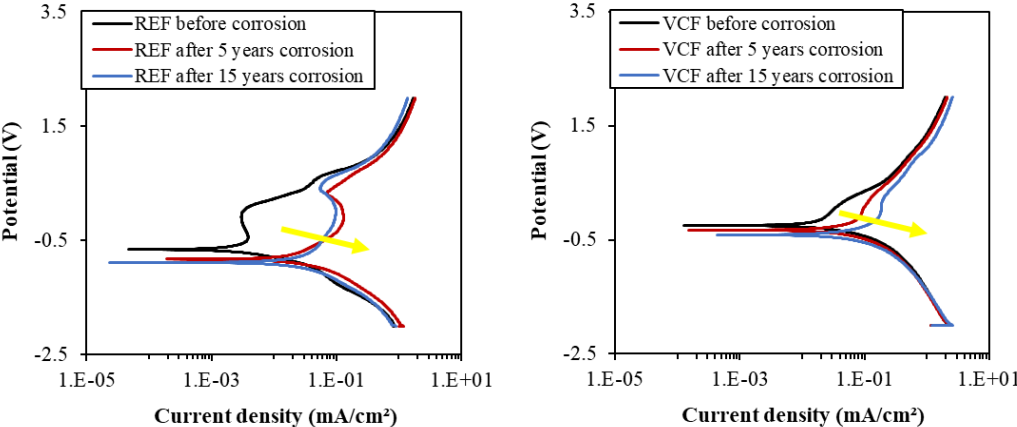 3.5
REF before corrosion
REF after 5 years corrosion
REF after 15 years corrosion
1.5
-0.5
-2.5
Potential (V)
1.E-05
1.E-03
1.E-01
1.E+01
Current density (mA/cm²)
3.5
VCF before corrosion
VCF after 5 years corrosion
VCF after 15 years corrosion
1.5
-0.5
-2.5
Potential (V)
1.E-05
1.E-03
1.E-01
1.E+01
Current density (mA/cm²)